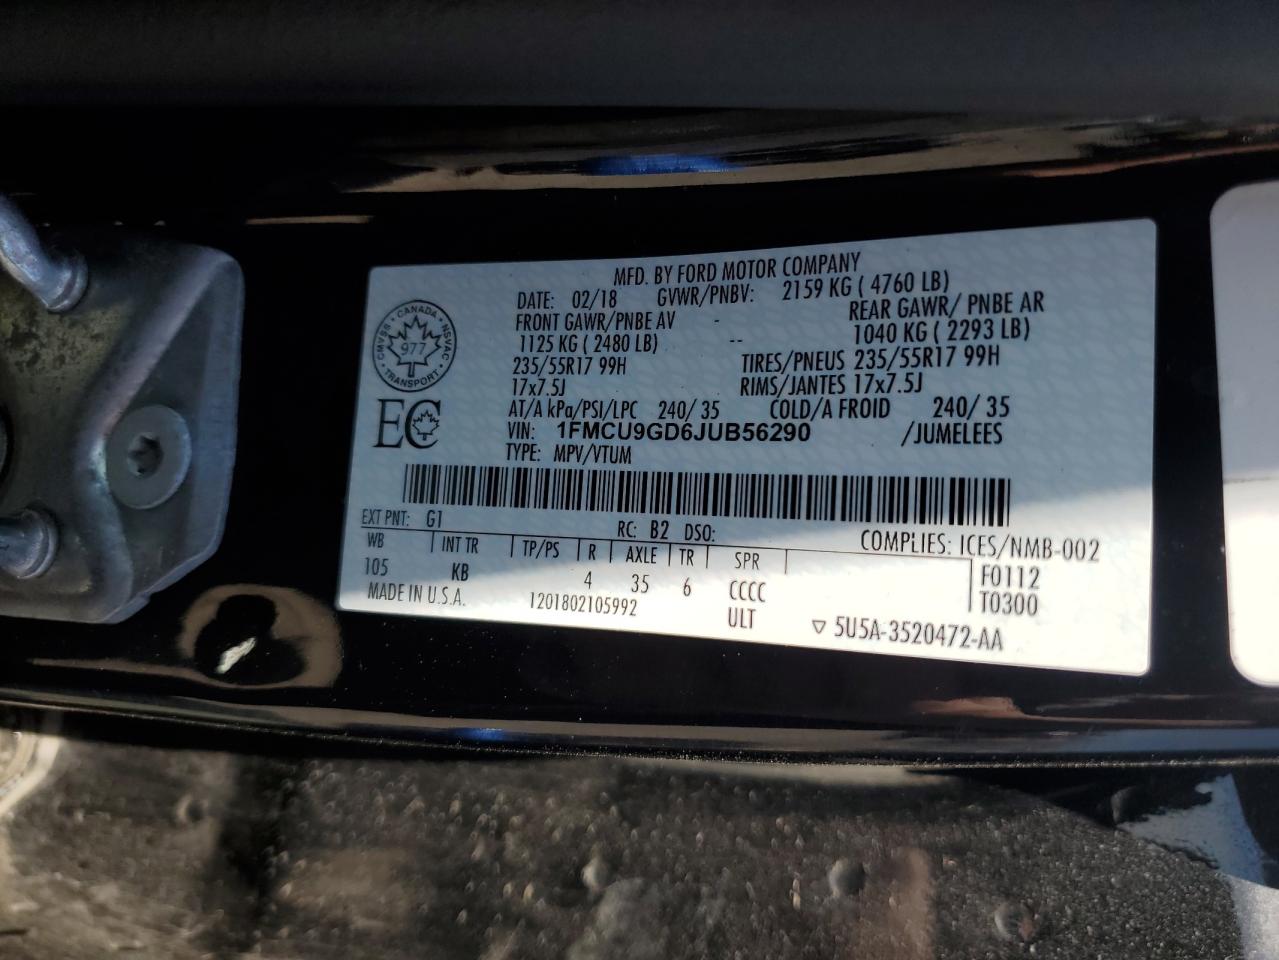 MFD. BY FORD MOTOR COMPANY
DATE: 02/18 GVWR/PNBV: 2159 KG ( 4760 LB)
FRONT GAWR/PNBE AV - REAR GAWR/ PNBE AR
1125 KG ( 2480 LB) -- 1040 KG ( 2293 LB)
235/55R17 99H TIRES/PNEUS 235/55R17 99H
17x7.5J RIMS/JANTES 17x7.5J
AT/A kPa/PSI/LPC 240/ 35 COLD/A FROID 240/ 35
VIN: 1FMCU9GD6JUB56290 /JUMELEES
TYPE: MPV/VTUM
CANADA
CMVSS NSVAC
977
TRANSPORT
EC
EXT PNT: G1 RC: B2 DSO: COMPLIES: ICES/NMB-002
WB INT TR TP/PS R AXLE TR SPR
105 KB 4 35 6 CCCC F0112
MADE IN U.S.A. 1201802105992 ULT T0300
▽ 5U5A-3520472-AA